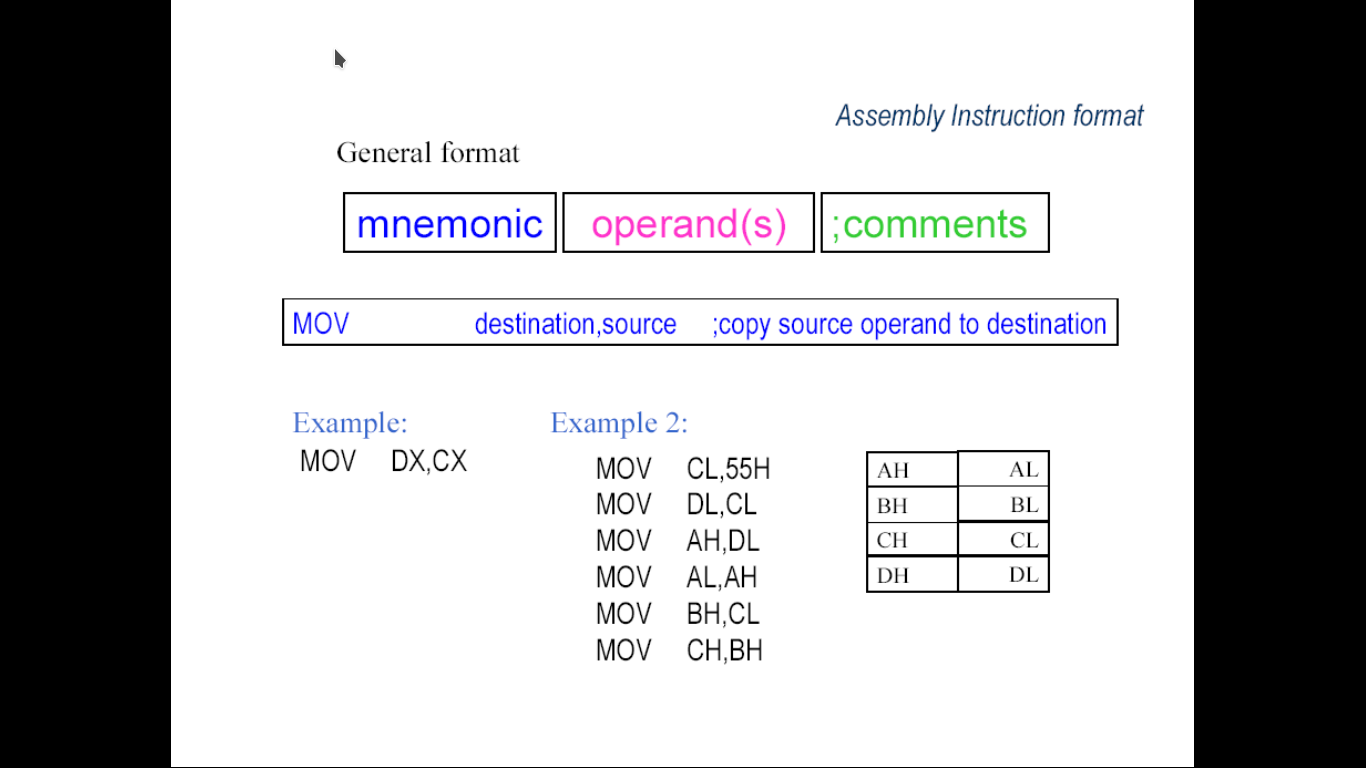 Assembly Instruction format
General format
mnemonic operand(s) ;comments
MOV destination,source ;copy source operand to destination
Example:
MOV DX,CX
Example 2:
MOV CL,55H
MOV DL,CL
MOV AH,DL
MOV AL,AH
MOV BH,CL
MOV CH,BH
AH AL
BH BL
CH CL
DH DL